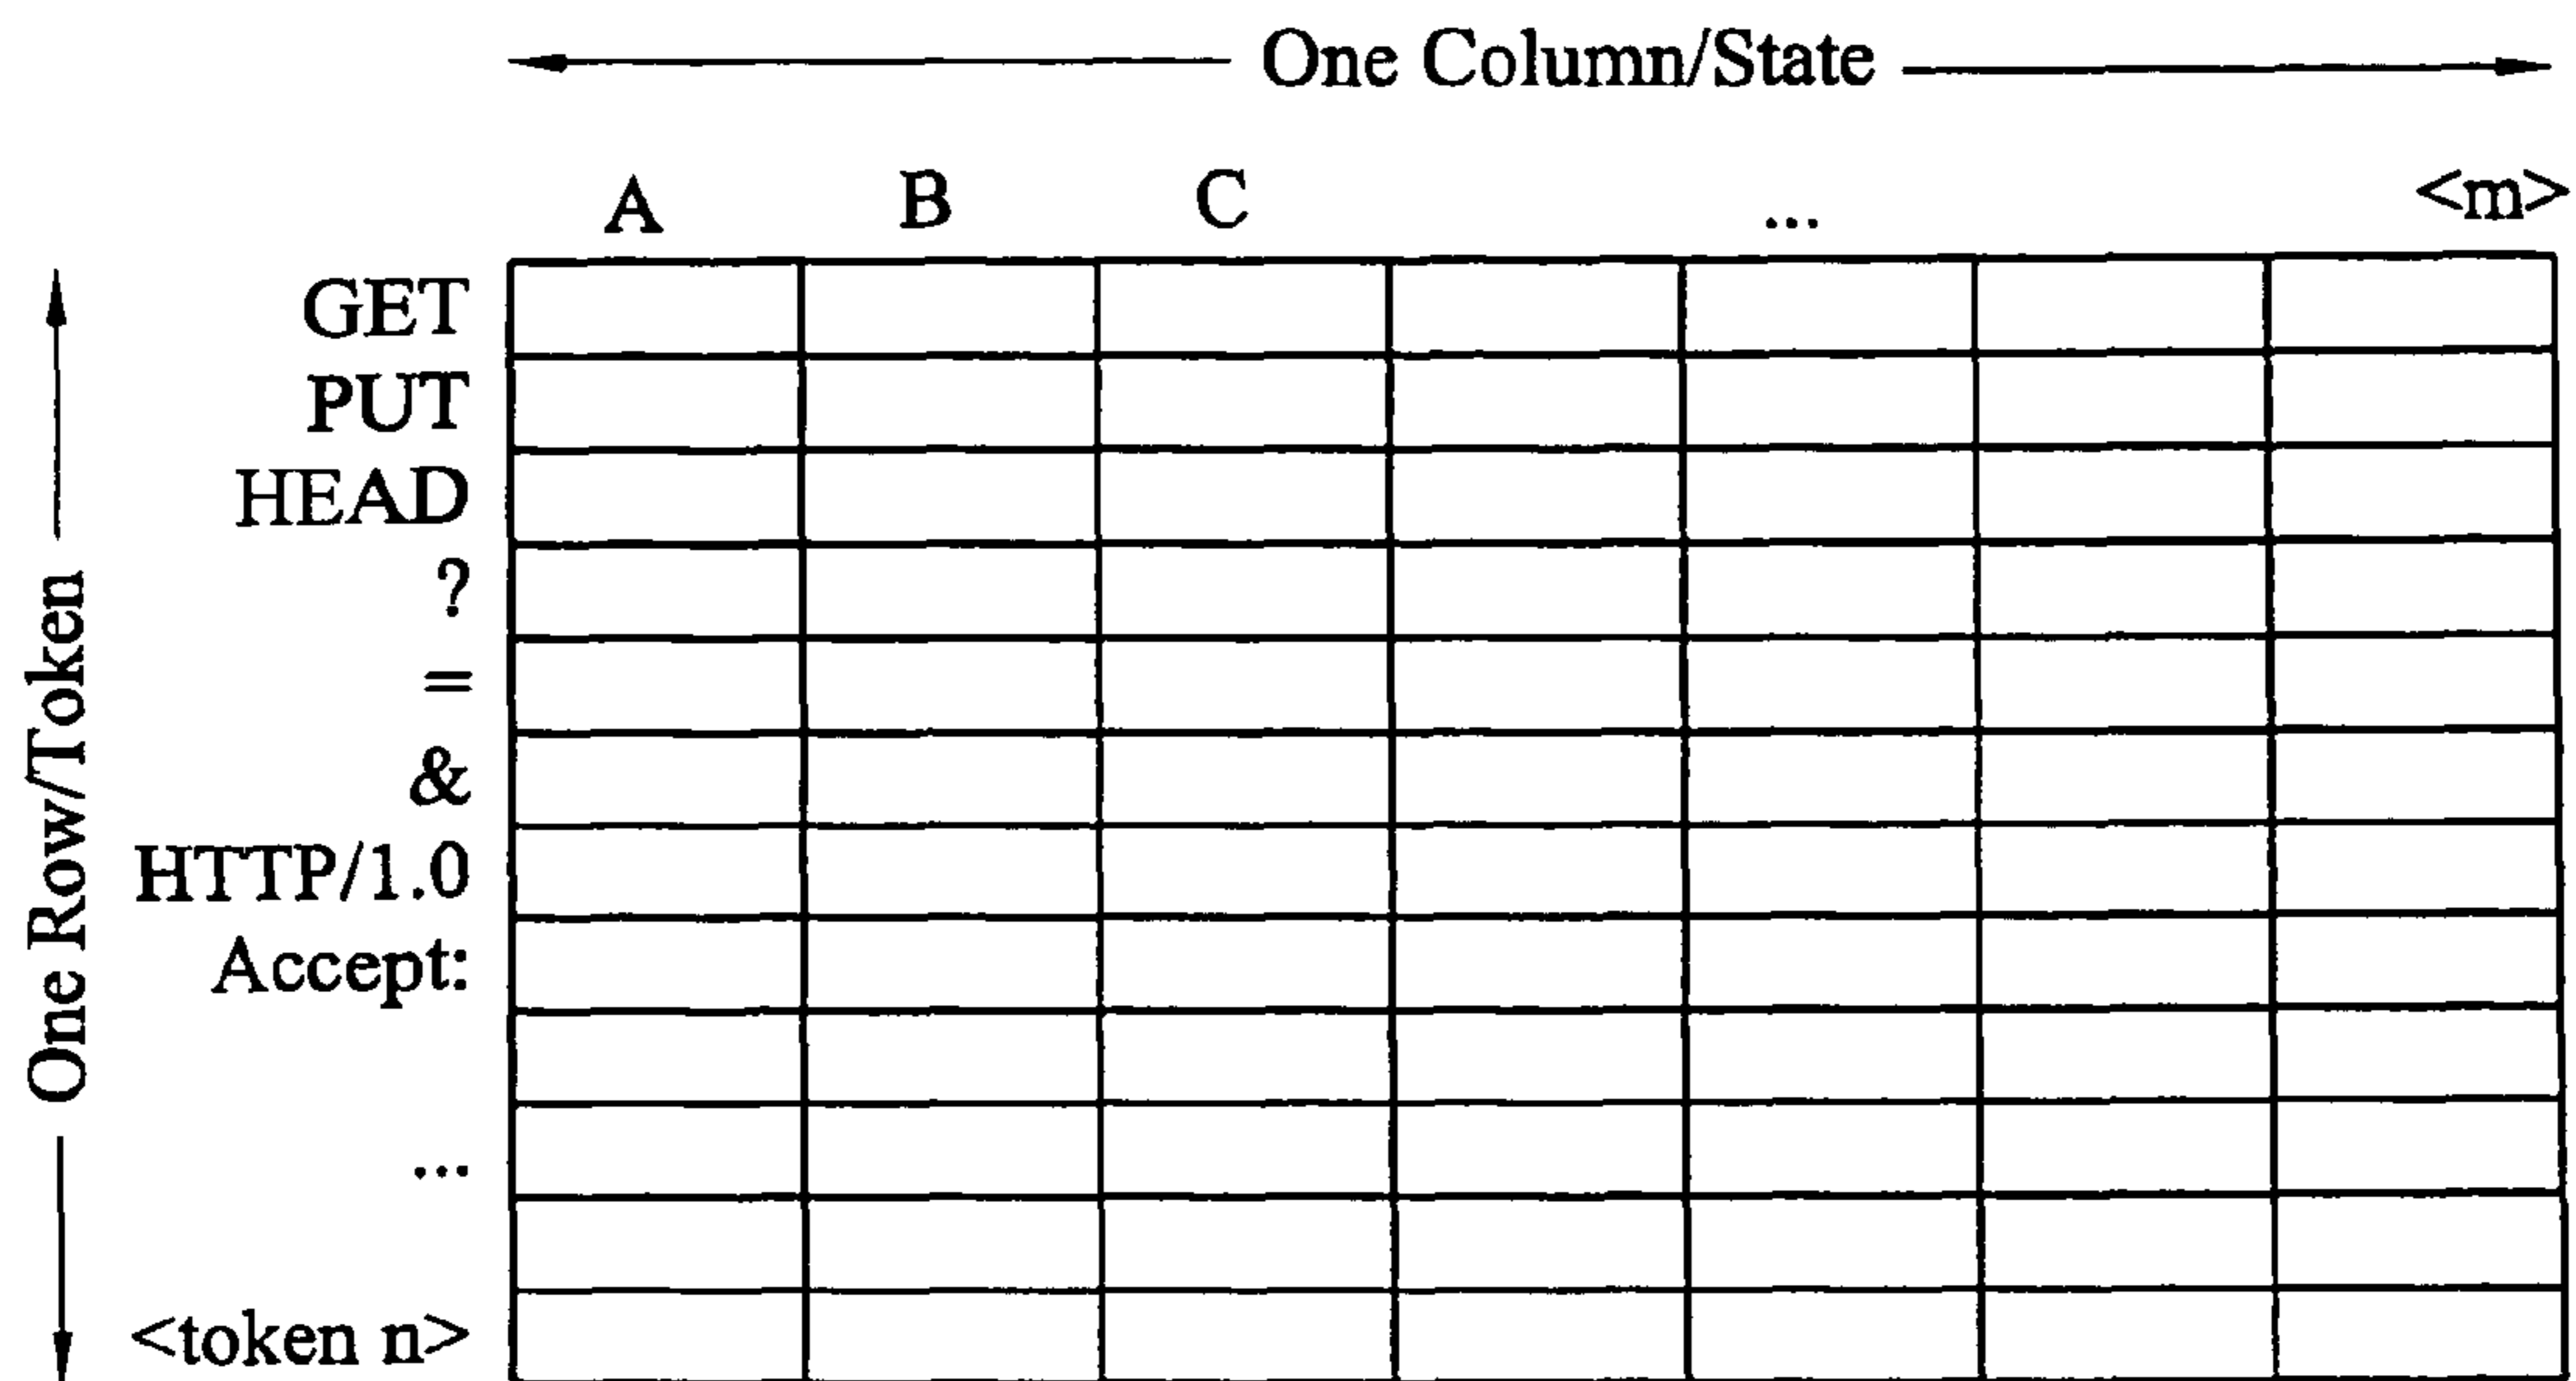 One Column/State
A B C ... <m>
One Row/Token
GET
PUT
HEAD
?
=
&
HTTP/1.0
Accept:
...
<token n>